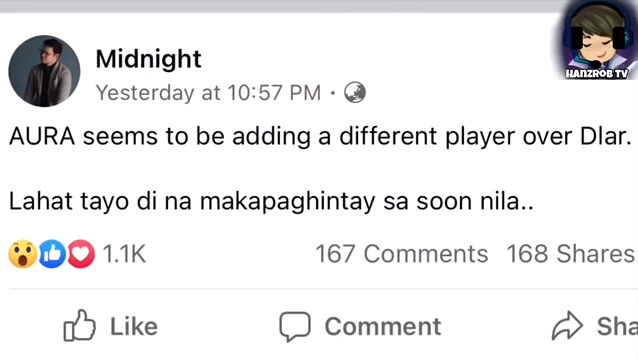 HANZROB TV
Midnight
Yesterday at 10:57 PM ·
AURA seems to be adding a different player over Dlar.
Lahat tayo di na makapaghintay sa soon nila..
1.1K 167 Comments 168 Shares
Like Comment Sha